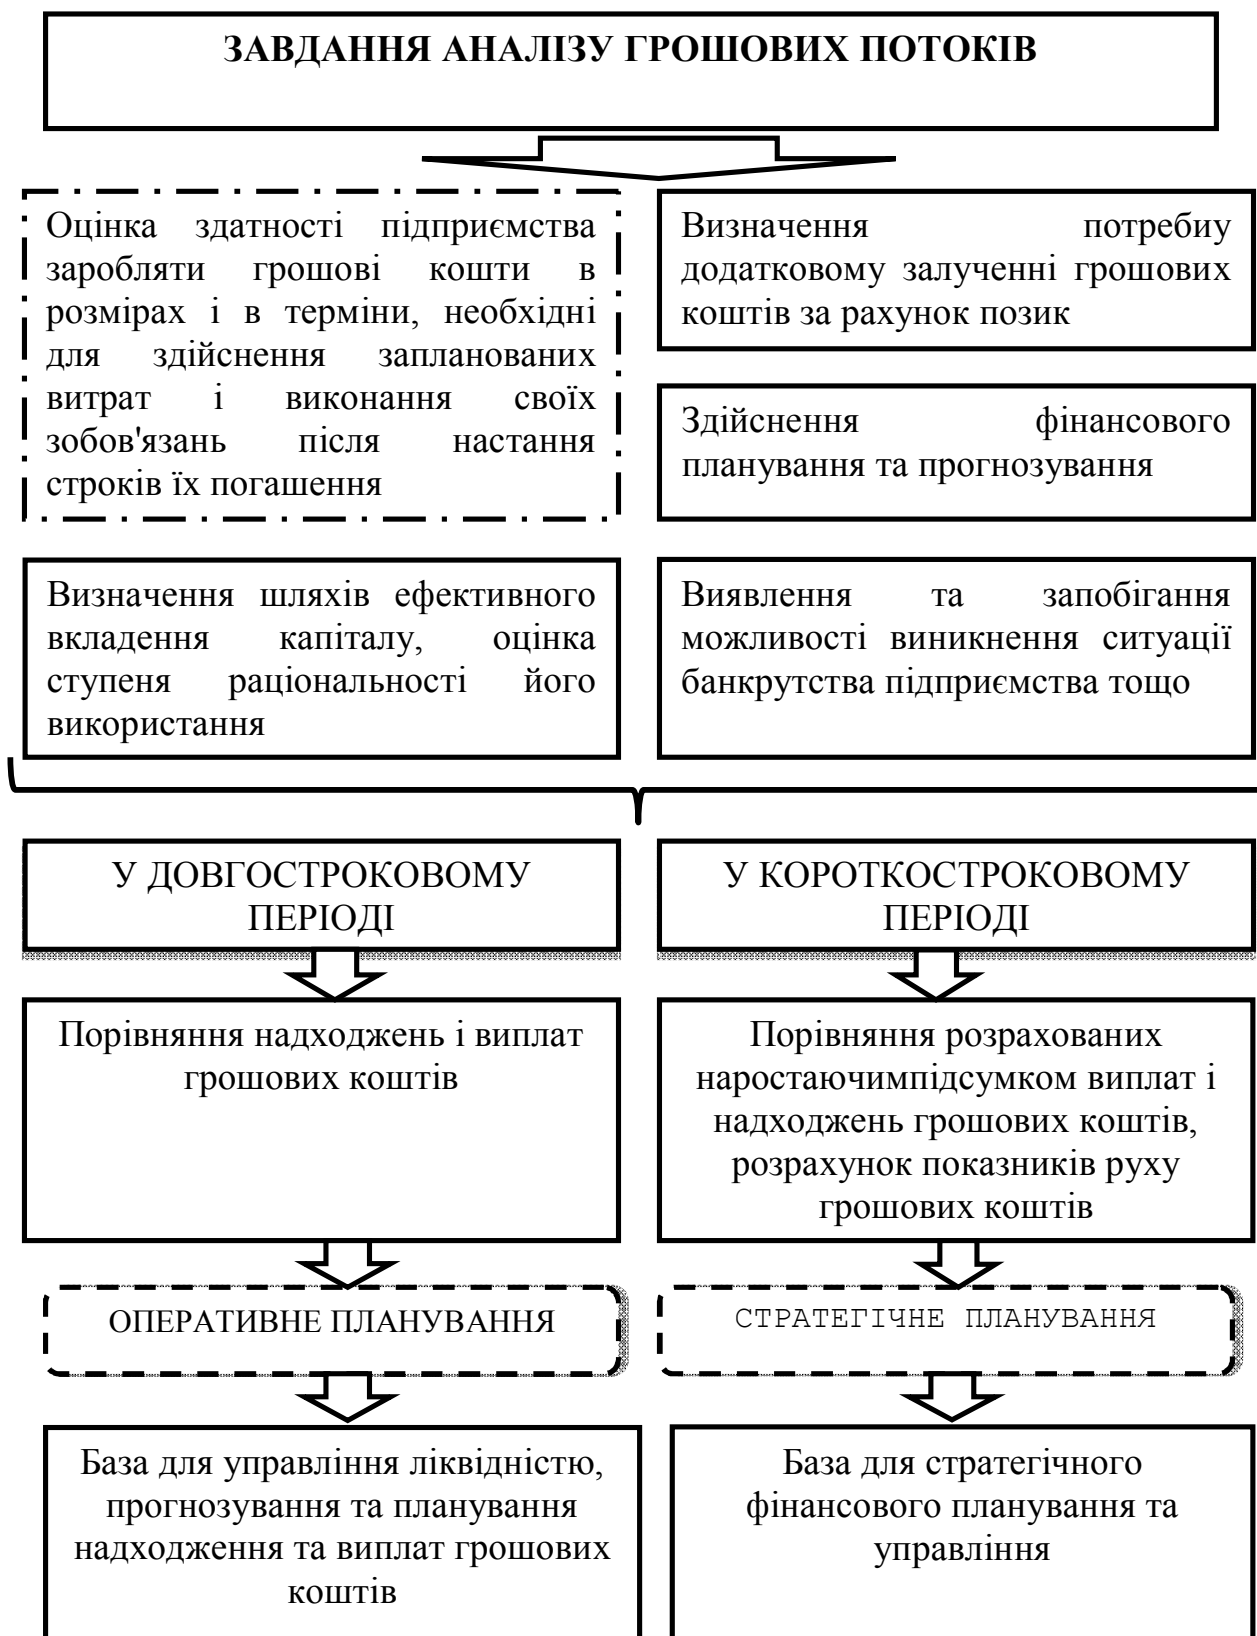 ЗАВДАННЯ АНАЛІЗУ ГРОШОВИХ ПОТОКІВ
Оцінка здатності підприємства
заробляти грошові кошти в
розмірах і в терміни, необхідні
для здійснення запланованих
витрат і виконання своїх
зобов'язань після настання
строків їх погашення
Визначення потребиу
додатковому залученні грошових
коштів за рахунок позик
Здійснення фінансового
планування та прогнозування
Визначення шляхів ефективного
вкладення капіталу, оцінка
ступеня раціональності його
використання
Виявлення та запобігання
можливості виникнення ситуації
банкрутства підприємства тощо
У ДОВГОСТРОКОВОМУ
ПЕРІОДІ
У КОРОТКОСТРОКОВОМУ
ПЕРІОДІ
Порівняння надходжень і виплат
грошових коштів
Порівняння розрахованих
наростаючимпідсумком виплат і
надходжень грошових коштів,
розрахунок показників руху
грошових коштів
ОПЕРАТИВНЕ ПЛАНУВАННЯ
СТРАТЕГІЧНЕ ПЛАНУВАННЯ
База для управління ліквідністю,
прогнозування та планування
надходження та виплат грошових
коштів
База для стратегічного
фінансового планування та
управління